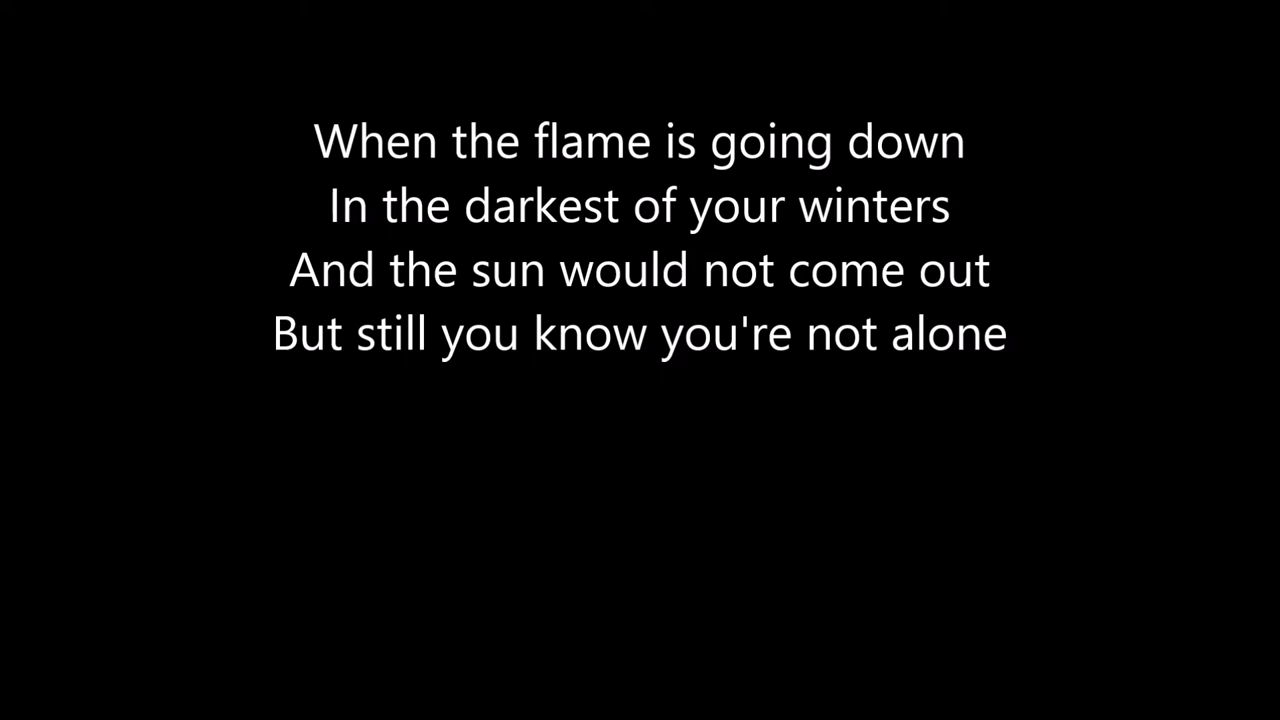 When the flame is going down
In the darkest of your winters
And the sun would not come out
But still you know you're not alone